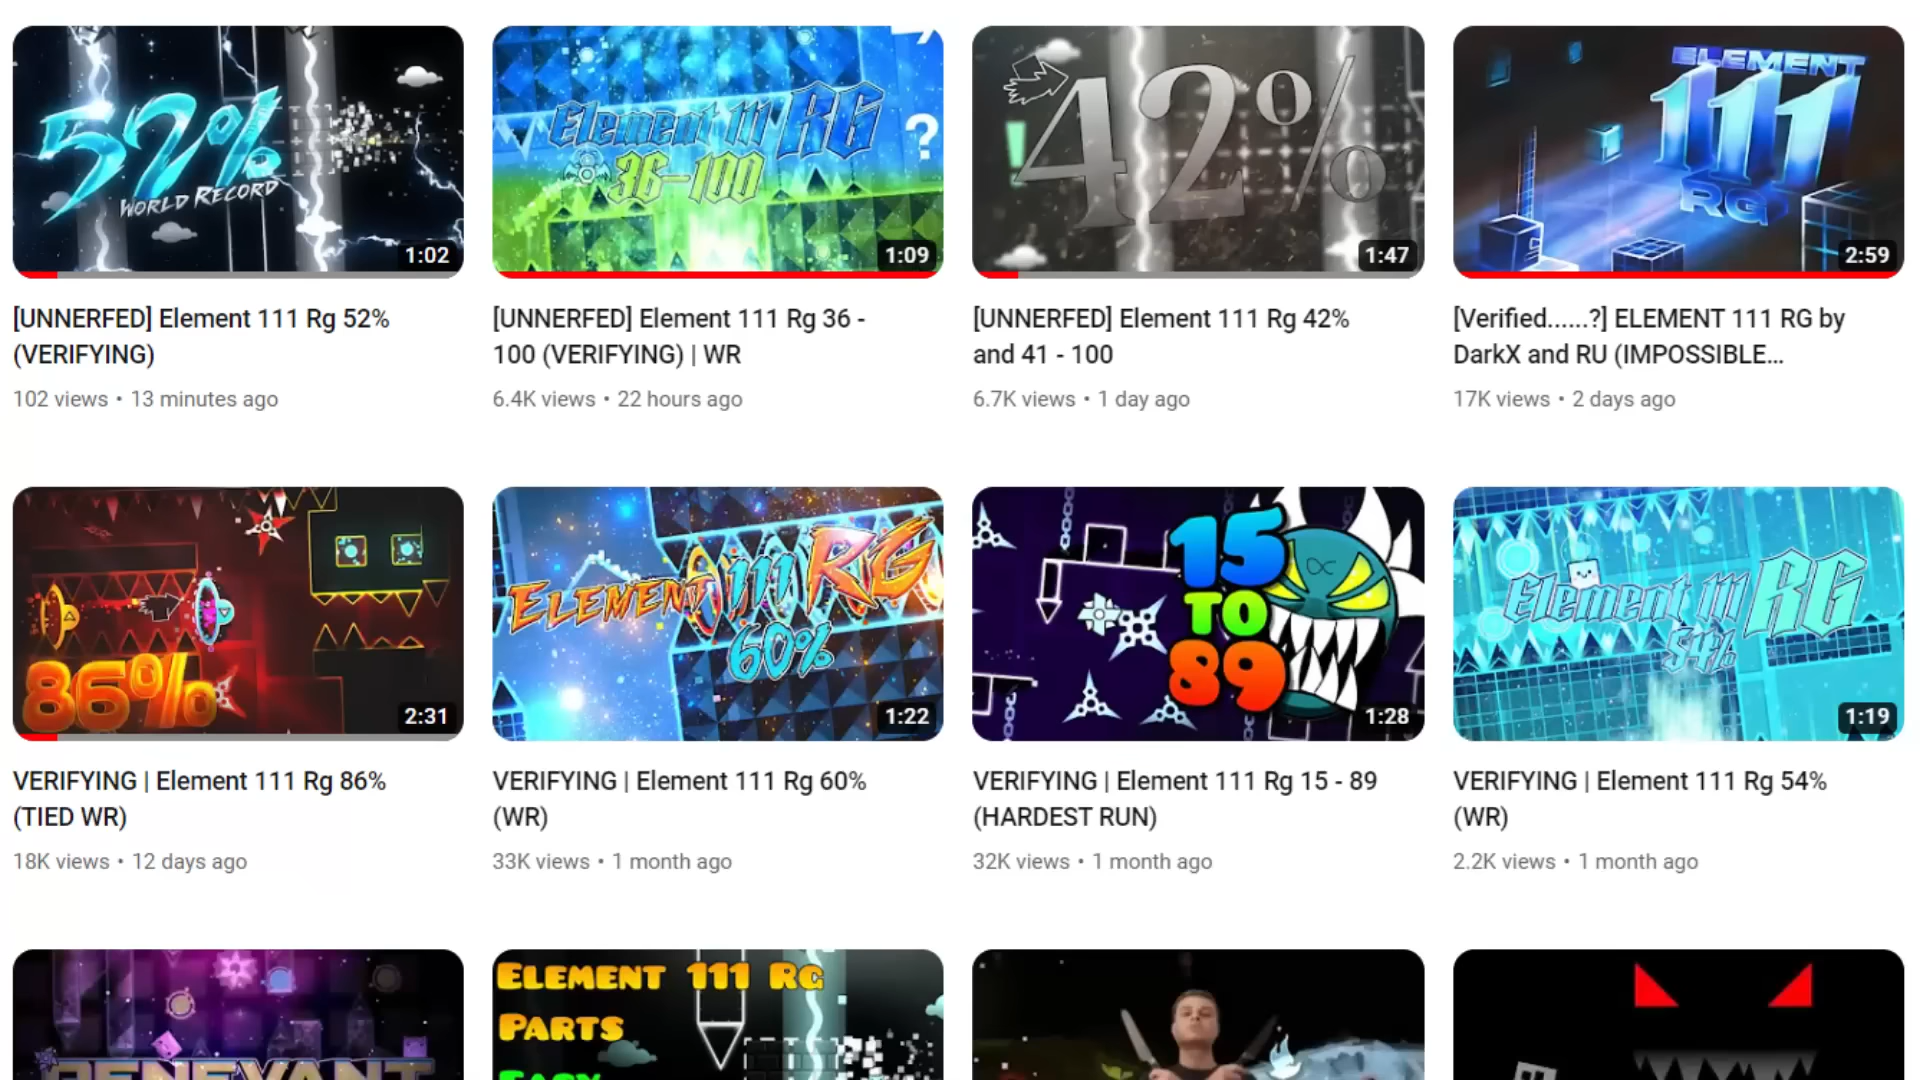 52%
WORLD RECORD
1:02
Element 111 RG
36-100
?
1:09
42%
1:47
ELEMENT
111
RG
2:59
[UNNERFED] Element 111 Rg 52%
(VERIFYING)
102 views • 13 minutes ago
[UNNERFED] Element 111 Rg 36 -
100 (VERIFYING) | WR
6.4K views • 22 hours ago
[UNNERFED] Element 111 Rg 42%
and 41 - 100
6.7K views • 1 day ago
[Verified......?] ELEMENT 111 RG by
DarkX and RU (IMPOSSIBLE...
17K views • 2 days ago
86%
2:31
ELEMENT 111 RG
60%
1:22
15
TO
89
1:28
Element 111 RG
54%
1:19
VERIFYING | Element 111 Rg 86%
(TIED WR)
18K views • 12 days ago
VERIFYING | Element 111 Rg 60%
(WR)
33K views • 1 month ago
VERIFYING | Element 111 Rg 15 - 89
(HARDEST RUN)
32K views • 1 month ago
VERIFYING | Element 111 Rg 54%
(WR)
2.2K views • 1 month ago
ELEMENT 111 RG
PARTS
EASY